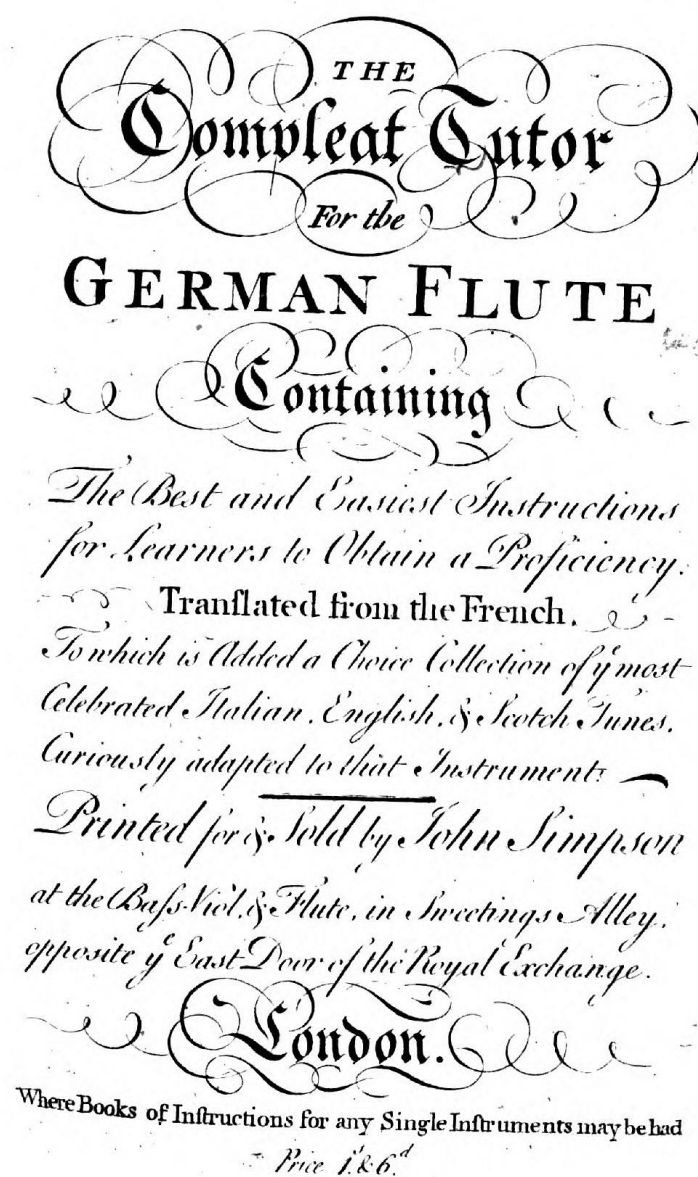 THE
Compleat Tutor
For the
GERMAN FLUTE
Containing
The Best and Easiest Instructions
for Learners to Obtain a Proficiency.
Tranſlated from the French.
To which is Added a Choice Collection of yᵉ most
Celebrated Italian, English, & Scotch Tunes.
Curiously adapted to that Instrument.
Printed for & Sold by John Simpson
at the Baſs-Viol, & Flute, in Sweetings Alley,
opposite yᵉ East Door of the Royal Exchange.
London.
Where Books of Inſtructions for any Single Inſtruments may be had
Price 1ˢ. & 6ᵈ.